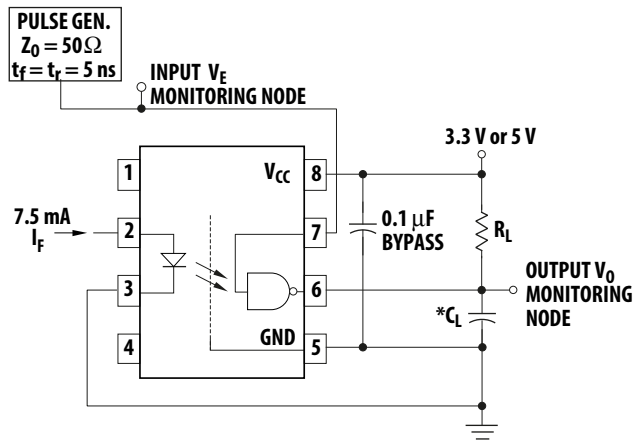 PULSE GEN.
Z0 = 50 Ω
tf = tr = 5 ns
INPUT VE
MONITORING NODE
3.3 V or 5 V
1
VCC
8
7.5 mA
IF
2
7
0.1 μF
BYPASS
RL
3
6
OUTPUT VO
MONITORING
NODE
*CL
4
GND
5